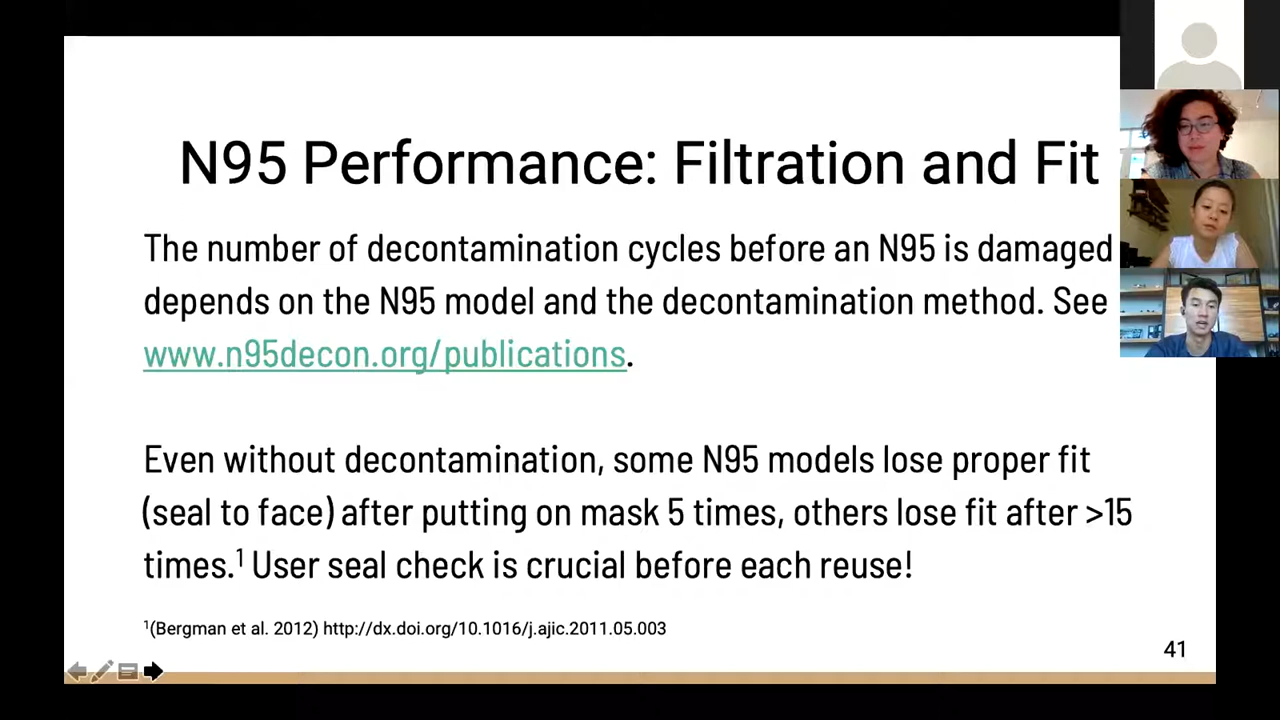 N95 Performance: Filtration and Fit
The number of decontamination cycles before an N95 is damaged
depends on the N95 model and the decontamination method. See
www.n95decon.org/publications.
Even without decontamination, some N95 models lose proper fit
(seal to face) after putting on mask 5 times, others lose fit after >15
times.¹ User seal check is crucial before each reuse!
¹(Bergman et al. 2012) http://dx.doi.org/10.1016/j.ajic.2011.05.003
41